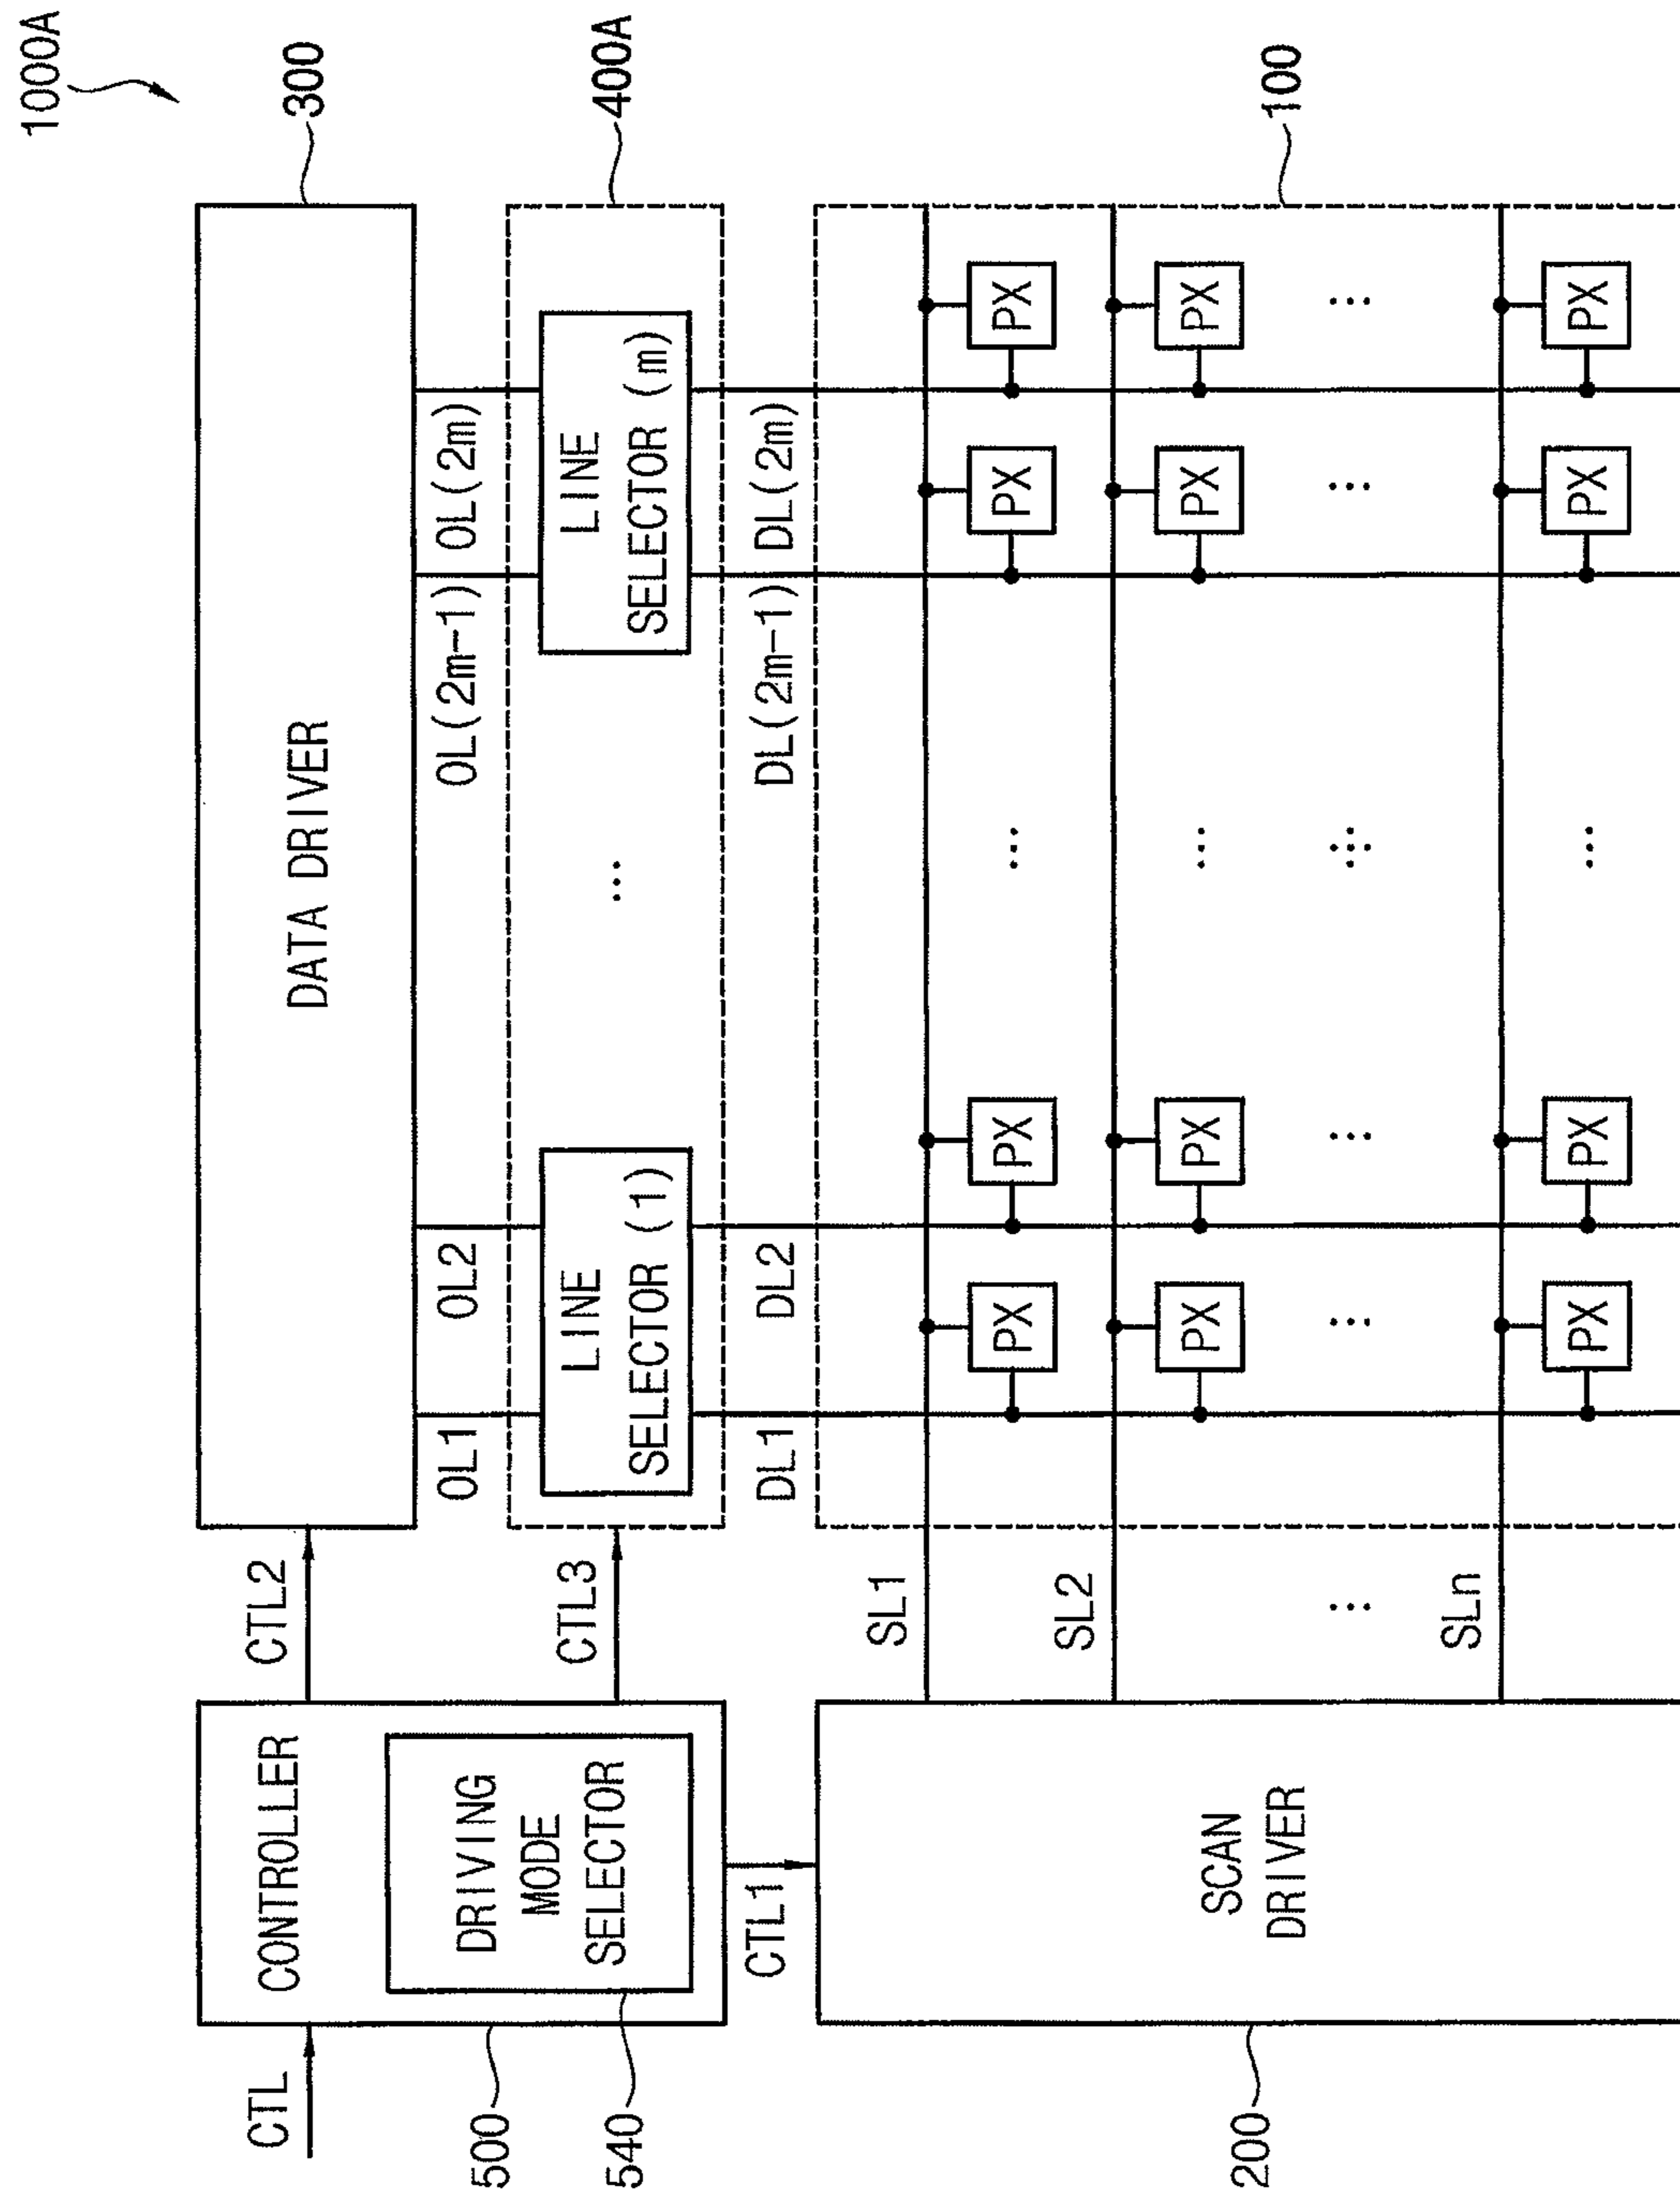 1000A
300
400A
100
DATA DRIVER
CTL
CONTROLLER
DRIVING
MODE
SELECTOR
500
540
CTL2
CTL3
CTL1
OL1
OL2
OL(2m-1)
OL(2m)
LINE
SELECTOR (1)
...
LINE
SELECTOR (m)
DL1
DL2
DL(2m-1)
DL(2m)
SCAN
DRIVER
200
SL1
PX
PX
...
PX
PX
SL2
PX
PX
...
PX
PX
...
...
...
...
...
SLn
PX
PX
...
PX
PX